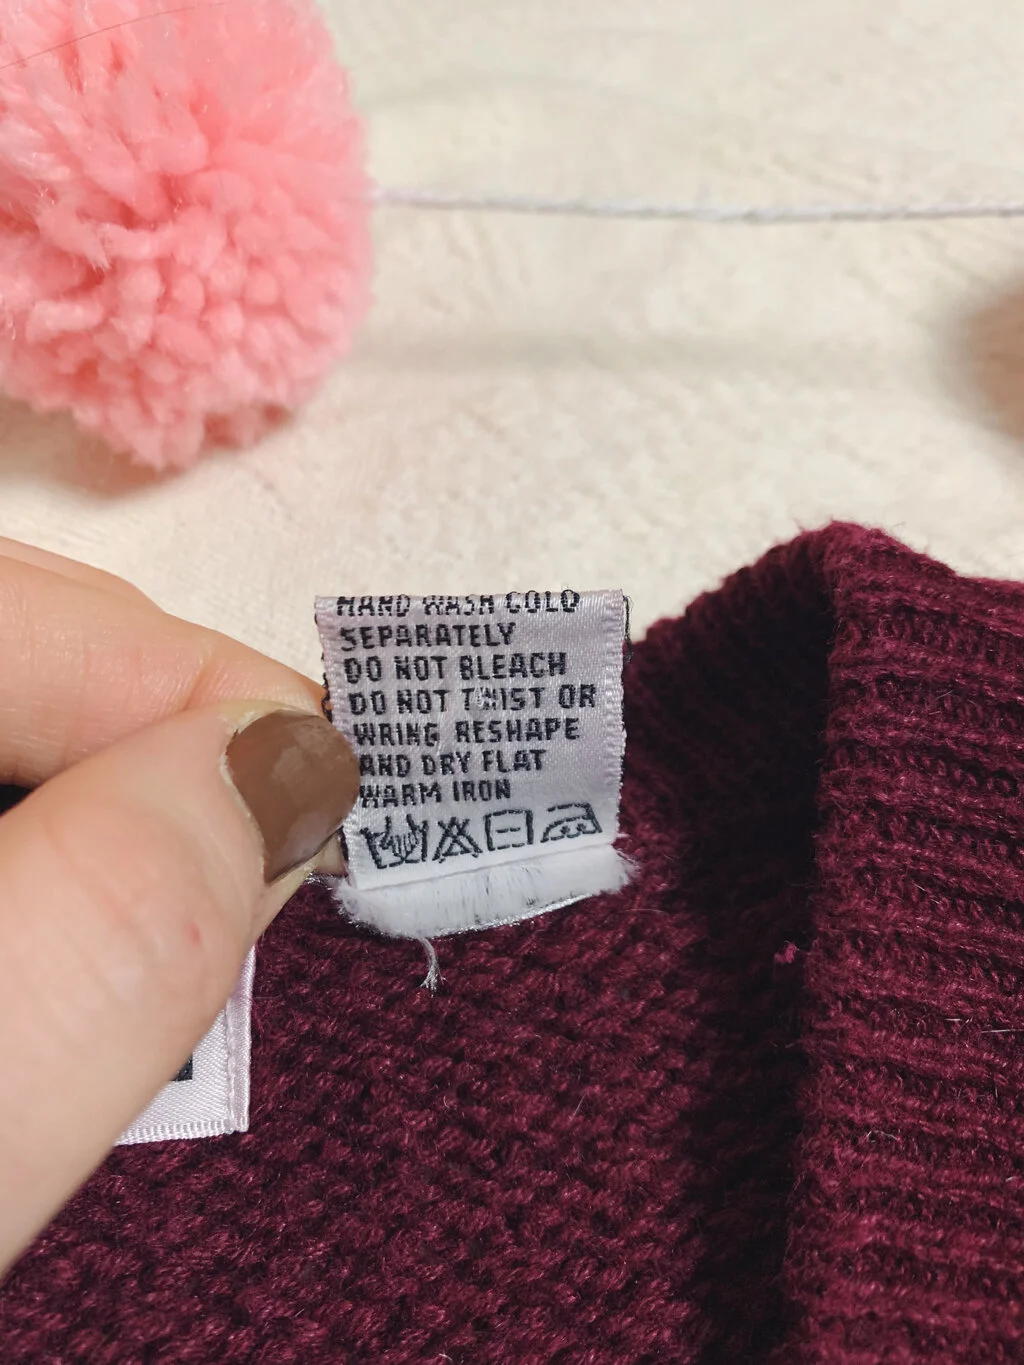 HAND WASH COLD
SEPARATELY
DO NOT BLEACH
DO NOT TWIST OR
WRING RESHAPE
AND DRY FLAT
WARM IRON